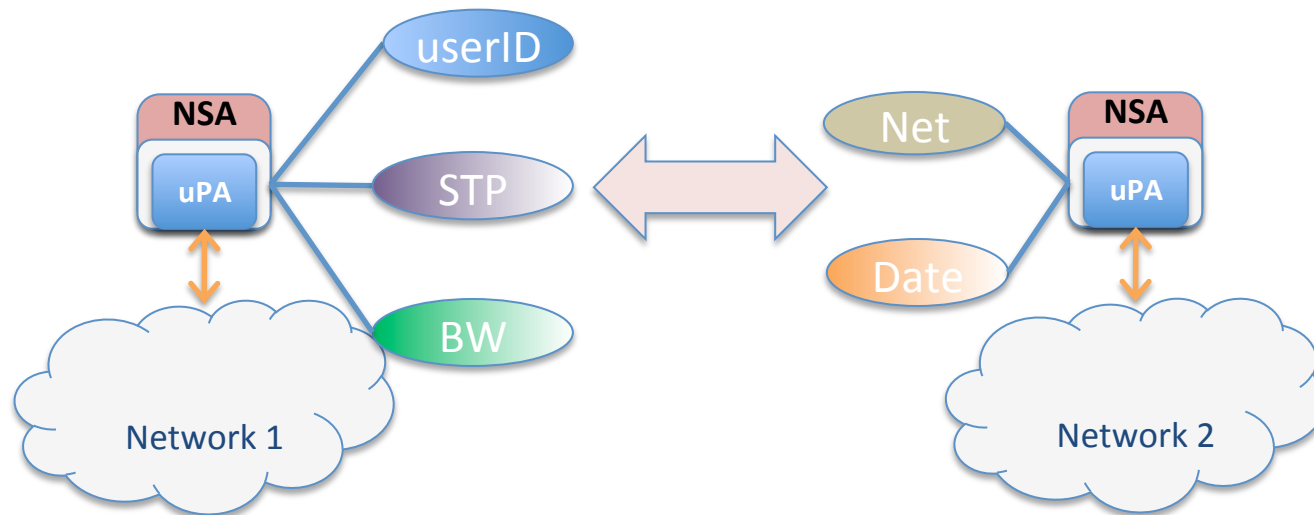 userID
NSA
uPA
STP
BW
Network 1
Net
Date
NSA
uPA
Network 2